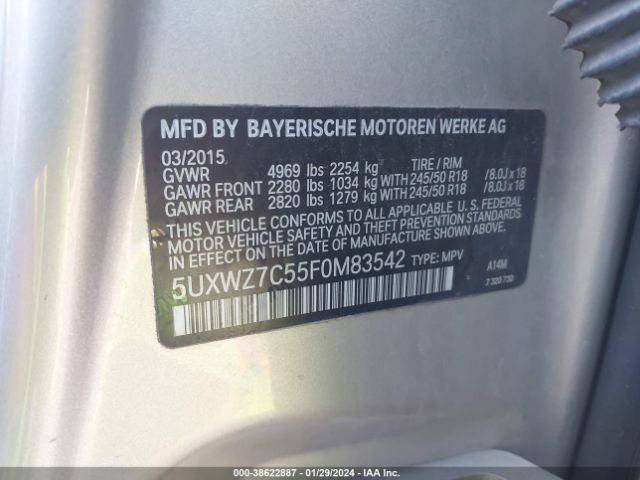 MFD BY BAYERISCHE MOTOREN WERKE AG
03/2015 TIRE / RIM
GVWR 4969 lbs 2254 kg
GAWR FRONT 2280 lbs 1034 kg WITH 245/50 R18 /8.0J x 18
GAWR REAR 2820 lbs 1279 kg WITH 245/50 R18 /8.0J x 18
THIS VEHICLE CONFORMS TO ALL APPLICABLE U. S. FEDERAL
MOTOR VEHICLE SAFETY AND THEFT PREVENTION STANDARDS
IN EFFECT ON THE DATE OF MANUFACTURE SHOWN ABOVE.
5UXWZ7C55F0M83542 TYPE: MPV A14M
7 320 730
000-38622887 - 01/29/2024 - IAA Inc.